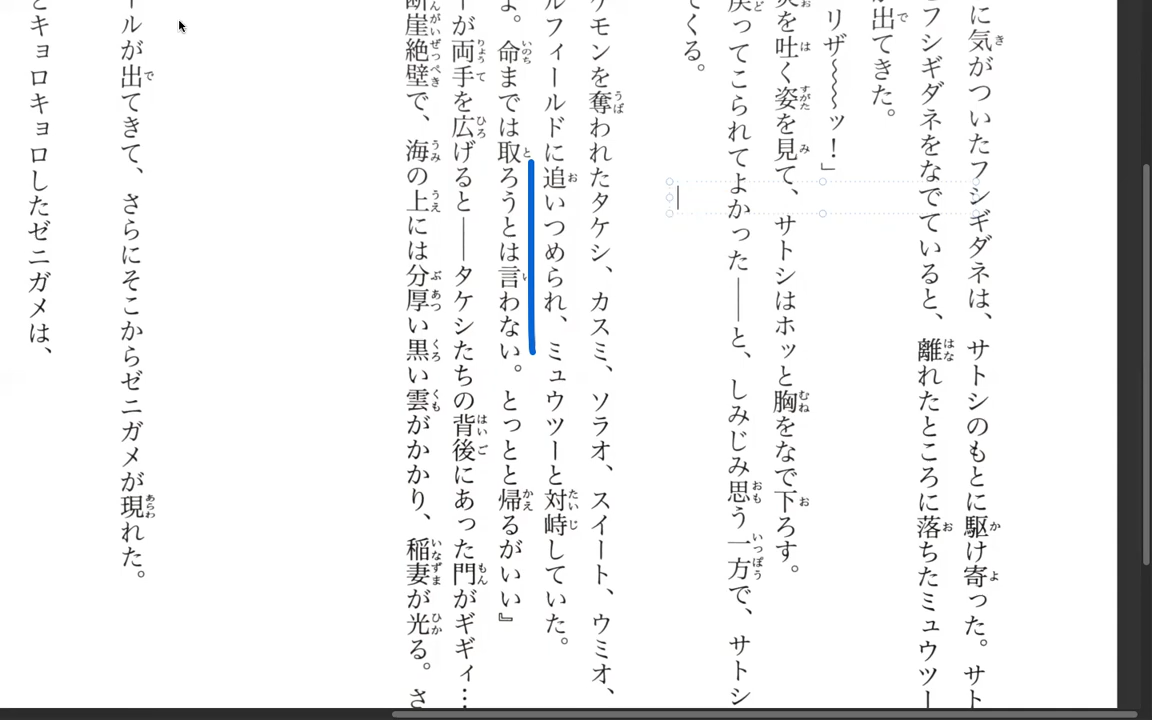 に気がついたフシギダネは、サトシのもとに駆け寄った。サト
フシギダネをなでていると、離れたところに落ちたミュウツー
が出てきた。
リザ〜〜〜ッ！」
を吐く姿を見て、サトシはホッと胸をなで下ろす。
戻ってこられてよかった――と、しみじみ思う一方で、サトシ
てくる。
ケモンを奪われたタケシ、カスミ、ソラオ、スイート、ウミオ、
ルフィールドに追いつめられ、ミュウツーと対峙していた。
よ。命までは取ろうとは言わない。とっとと帰るがいい』
ーが両手を広げると――タケシたちの背後にあった門がギギィ…
断崖絶壁で、海の上には分厚い黒い雲がかかり、稲妻が光る。さ
ールが出てきて、さらにそこからゼニガメが現れた。
とキョロキョロしたゼニガメは、